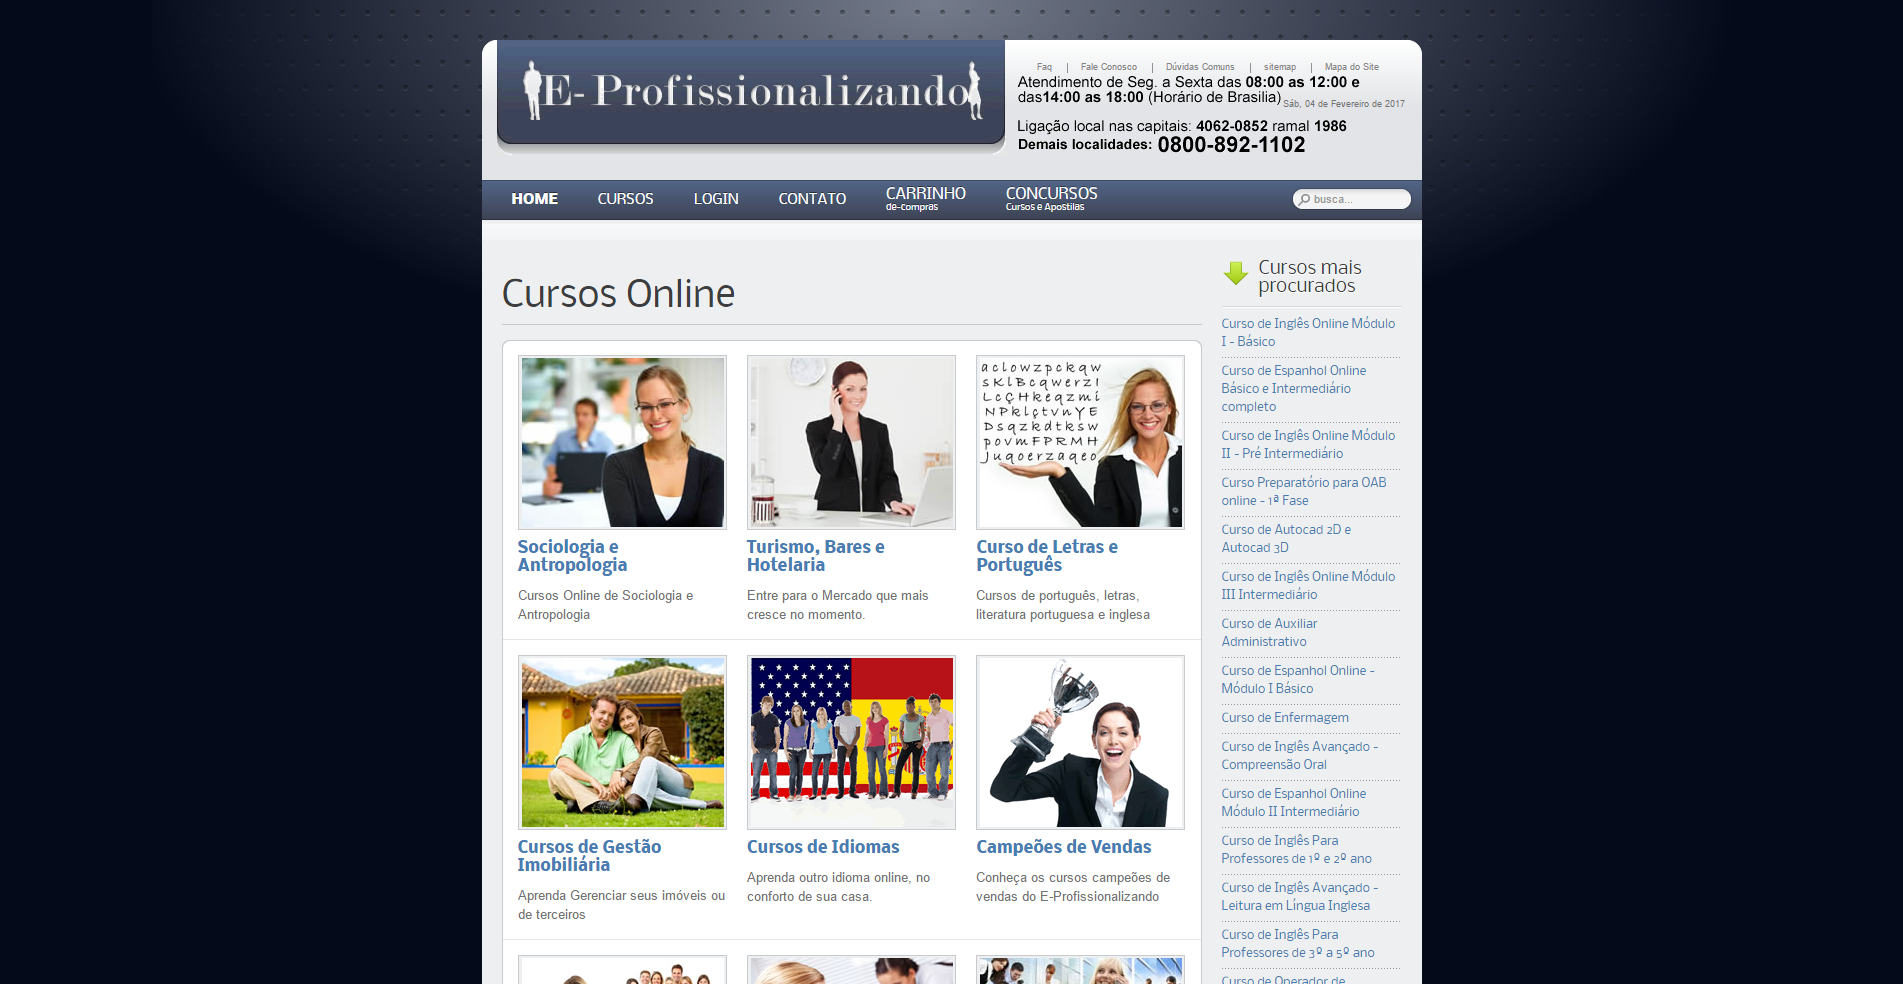 E-Profissionalizando
Faq | Fale Conosco | Dúvidas Comuns | sitemap | Mapa do Site
Atendimento de Seg. a Sexta das 08:00 as 12:00 e
das14:00 as 18:00 (Horário de Brasilia)
Sáb, 04 de Fevereiro de 2017
Ligação local nas capitais: 4062-0852 ramal 1986
Demais localidades: 0800-892-1102
HOME
CURSOS
LOGIN
CONTATO
CARRINHO
de-compras
CONCURSOS
Cursos e Apostilas
busca...
Cursos Online
aclowzpckqw
sKlBcqwerzl
LcÇHkeqzmi
NPklçtvnYE
Dsqzkdtksw
povmFPRMH
Juqoerzaqeo
Sociologia e
Antropologia
Cursos Online de Sociologia e
Antropologia
Turismo, Bares e
Hotelaria
Entre para o Mercado que mais
cresce no momento.
Curso de Letras e
Português
Cursos de português, letras,
literatura portuguesa e inglesa
Cursos de Gestão
Imobiliária
Aprenda Gerenciar seus imóveis ou
de terceiros
Cursos de Idiomas
Aprenda outro idioma online, no
conforto de sua casa.
Campeões de Vendas
Conheça os cursos campeões de
vendas do E-Profissionalizando
Cursos mais
procurados
Curso de Inglês Online Módulo
I - Básico
Curso de Espanhol Online
Básico e Intermediário
completo
Curso de Inglês Online Módulo
II - Pré Intermediário
Curso Preparatório para OAB
online - 1ª Fase
Curso de Autocad 2D e
Autocad 3D
Curso de Inglês Online Módulo
III Intermediário
Curso de Auxiliar
Administrativo
Curso de Espanhol Online -
Módulo I Básico
Curso de Enfermagem
Curso de Inglês Avançado -
Compreensão Oral
Curso de Espanhol Online
Módulo II Intermediário
Curso de Inglês Para
Professores de 1º e 2º ano
Curso de Inglês Avançado -
Leitura em Língua Inglesa
Curso de Inglês Para
Professores de 3º a 5º ano
Curso de Operador de